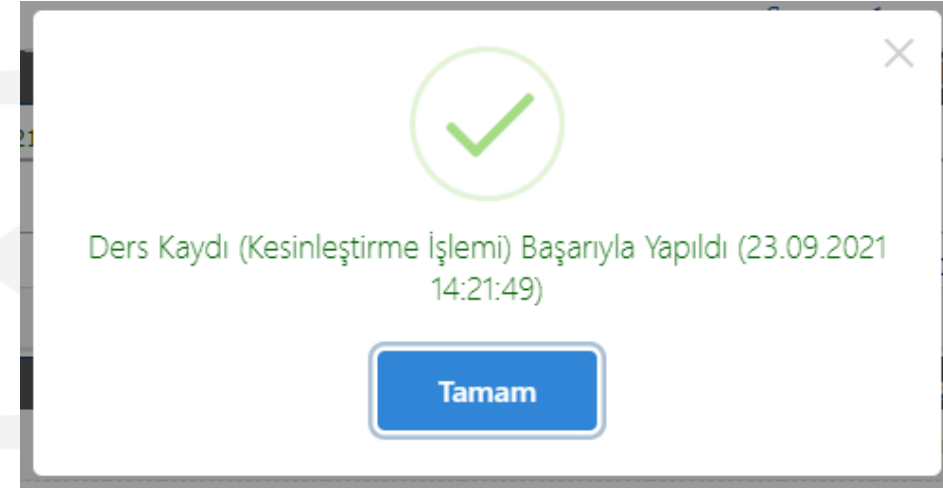 Ders Kaydı (Kesinleştirme İşlemi) Başarıyla Yapıldı (23.09.2021
14:21:49)
Tamam